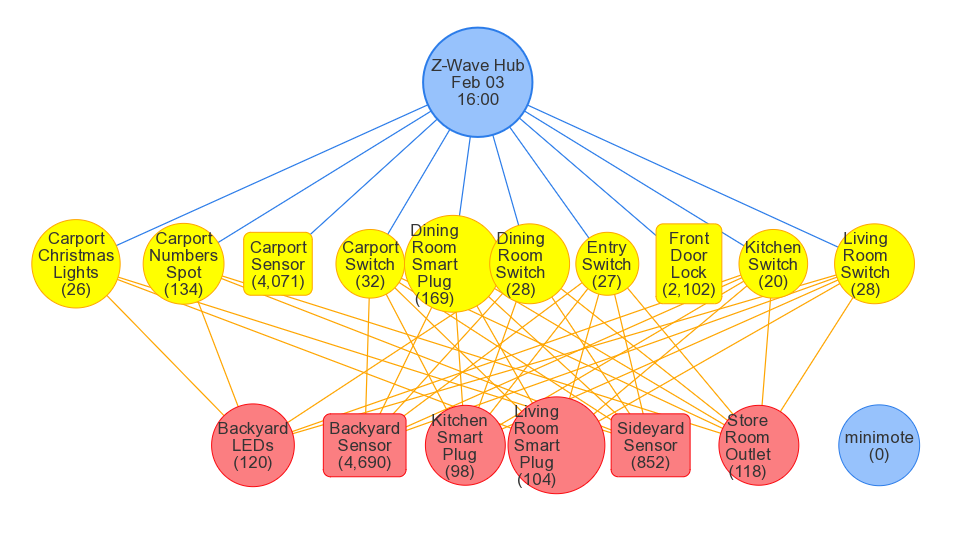 Z-Wave Hub
Feb 03
16:00
Carport
Christmas
Lights
(26)
Carport
Numbers
Spot
(134)
Carport
Sensor
(4,071)
Carport
Switch
(32)
Dining
Room
Smart
Plug
(169)
Dining
Room
Switch
(28)
Entry
Switch
(27)
Front
Door
Lock
(2,102)
Kitchen
Switch
(20)
Living
Room
Switch
(28)
Backyard
LEDs
(120)
Backyard
Sensor
(4,690)
Kitchen
Smart
Plug
(98)
Living
Room
Smart
Plug
(104)
Sideyard
Sensor
(852)
Store
Room
Outlet
(118)
minimote
(0)